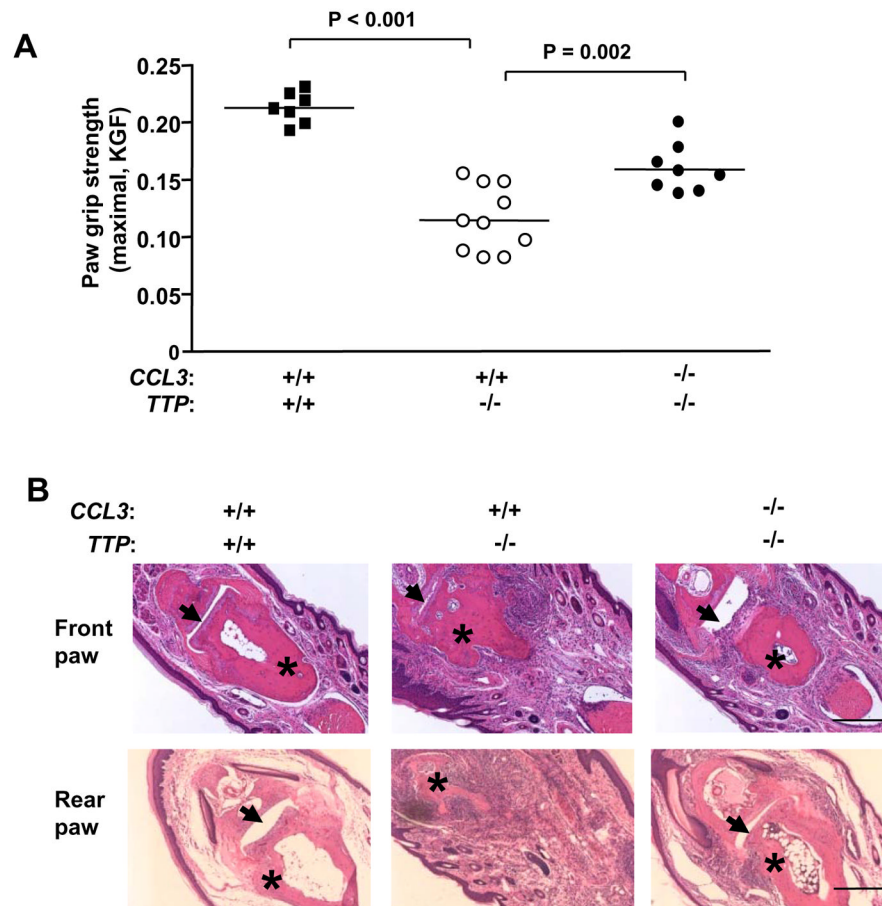 A
P < 0.001
P = 0.002
Paw grip strength
(maximal, KGF)
0.25
0.20
0.15
0.10
0.05
0
CCL3: +/+ +/+ -/-
TTP: +/+ -/- -/-
B
CCL3: +/+ +/+ -/-
TTP: +/+ -/- -/-
Front
paw
* * *
Rear
paw
* * *